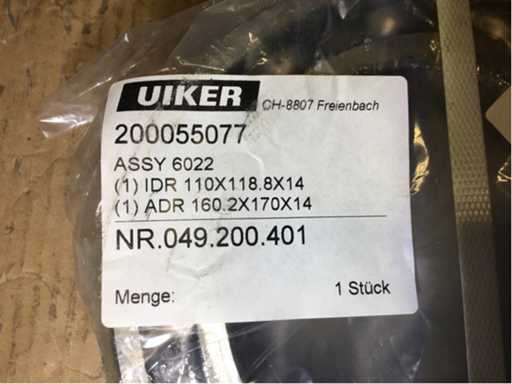 UIKER CH-8807 Freienbach
200055077
ASSY 6022
(1) IDR 110X118.8X14
(1) ADR 160.2X170X14
NR.049.200.401
Menge: 1 Stück